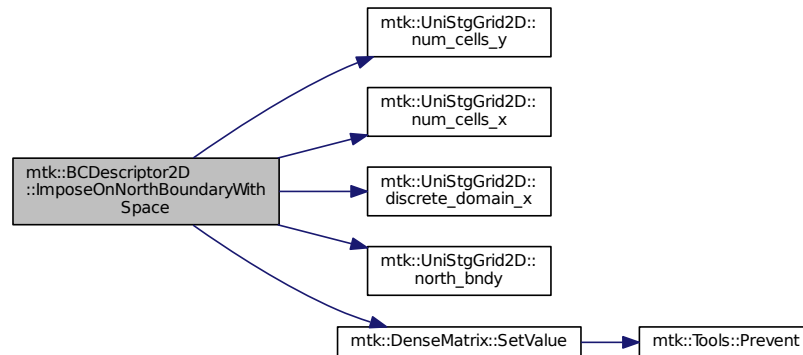 mtk::UniStgGrid2D::
num_cells_y
mtk::UniStgGrid2D::
num_cells_x
mtk::BCDescriptor2D
::ImposeOnNorthBoundaryWith
Space
mtk::UniStgGrid2D::
discrete_domain_x
mtk::UniStgGrid2D::
north_bndy
mtk::DenseMatrix::SetValue
mtk::Tools::Prevent